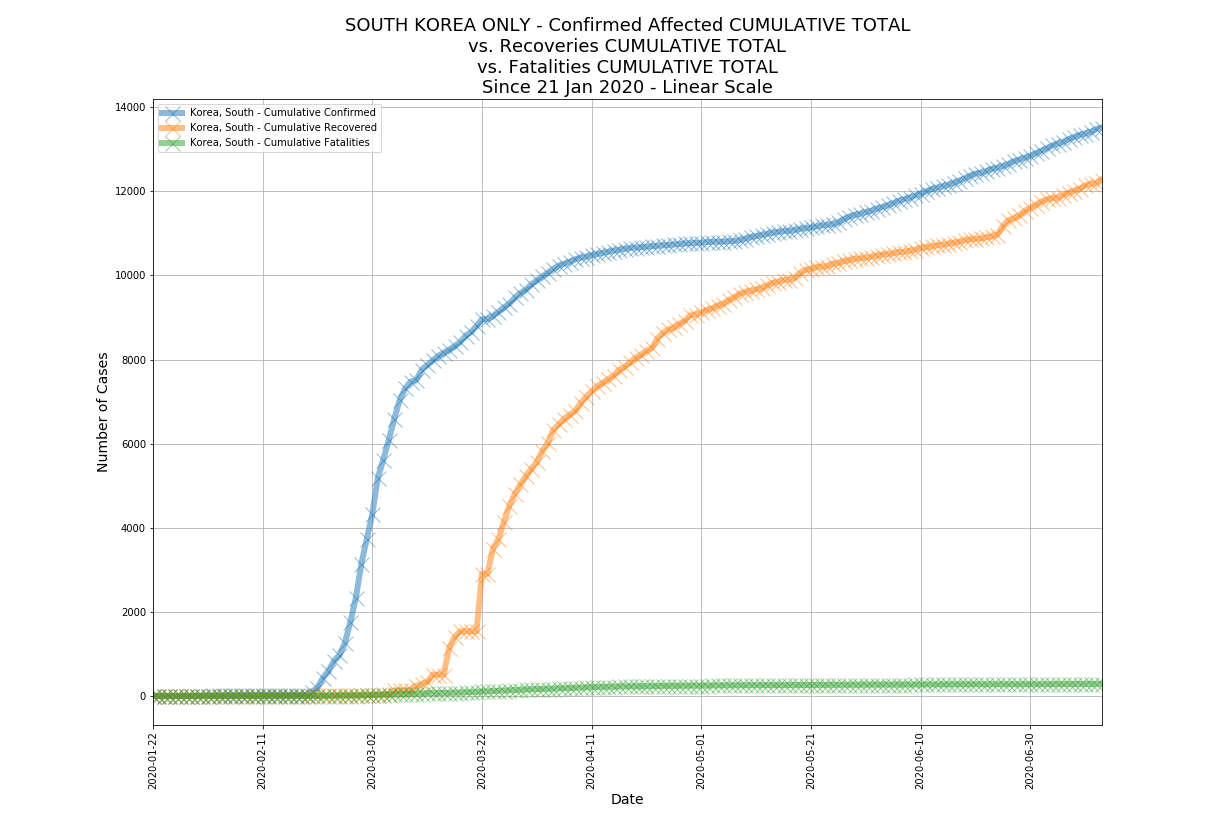 SOUTH KOREA ONLY - Confirmed Affected CUMULATIVE TOTAL
vs. Recoveries CUMULATIVE TOTAL
vs. Fatalities CUMULATIVE TOTAL
Since 21 Jan 2020 - Linear Scale
Korea, South - Cumulative Confirmed
Korea, South - Cumulative Recovered
Korea, South - Cumulative Fatalities
Number of Cases
14000
12000
10000
8000
6000
4000
2000
0
2020-01-22
2020-02-11
2020-03-02
2020-03-22
2020-04-11
2020-05-01
2020-05-21
2020-06-10
2020-06-30
Date